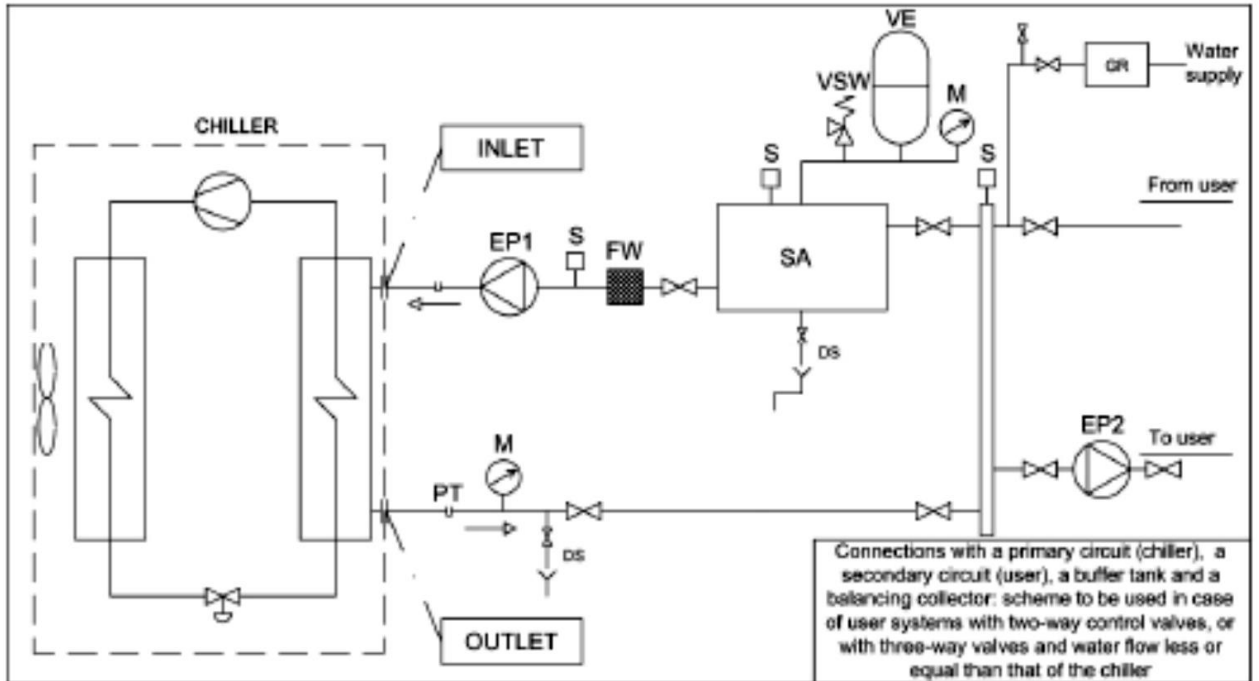 VE
GR
Water
supply
VSW
M
CHILLER
INLET
S
S
From user
EP1
S
FW
SA
DS
EP2
To user
M
PT
DS
OUTLET
Connections with a primary circuit (chiller), a
secondary circuit (user), a buffer tank and a
balancing collector: scheme to be used in case
of user systems with two-way control valves, or
with three-way valves and water flow less or
equal than that of the chiller